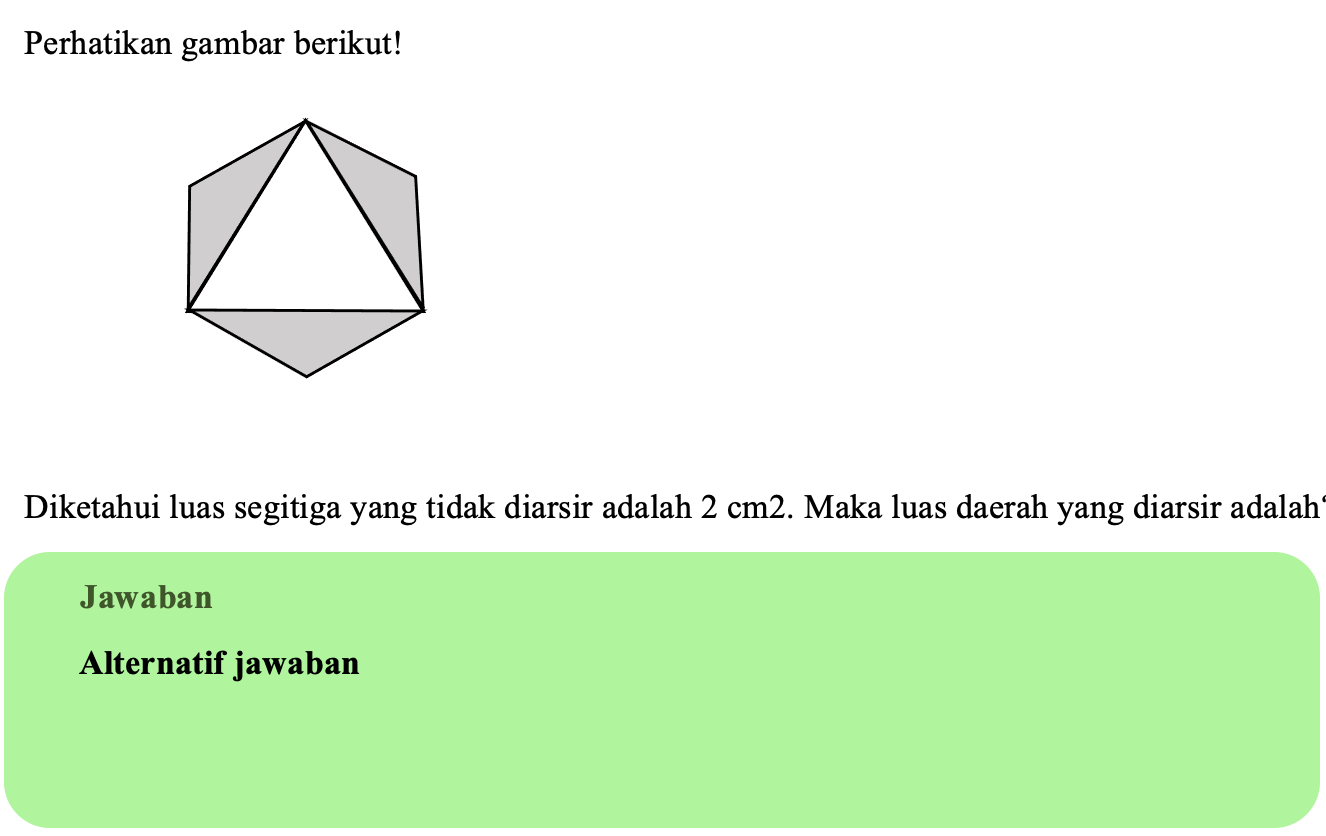 Perhatikan gambar berikut!
Diketahui luas segitiga yang tidak diarsir adalah 2 cm2. Maka luas daerah yang diarsir adalah‘
Jawaban
Alternatif jawaban